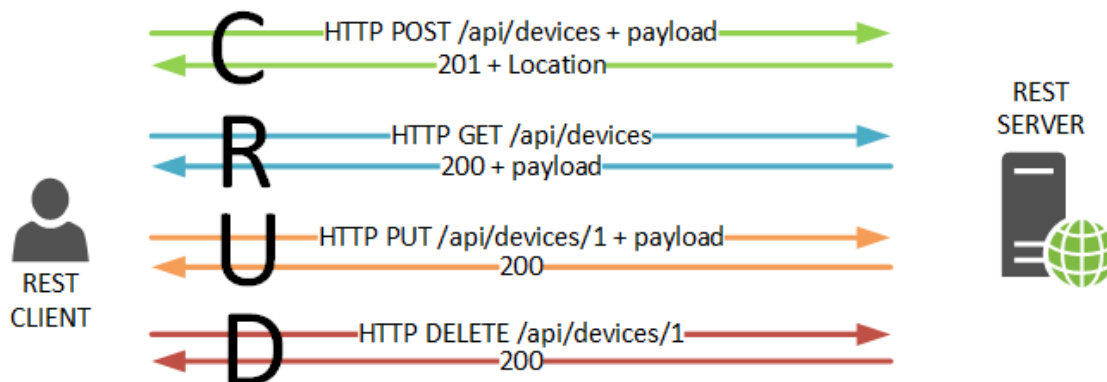 C
HTTP POST /api/devices + payload
201 + Location
R
HTTP GET /api/devices
200 + payload
U
HTTP PUT /api/devices/1 + payload
200
D
HTTP DELETE /api/devices/1
200
REST
CLIENT
REST
SERVER